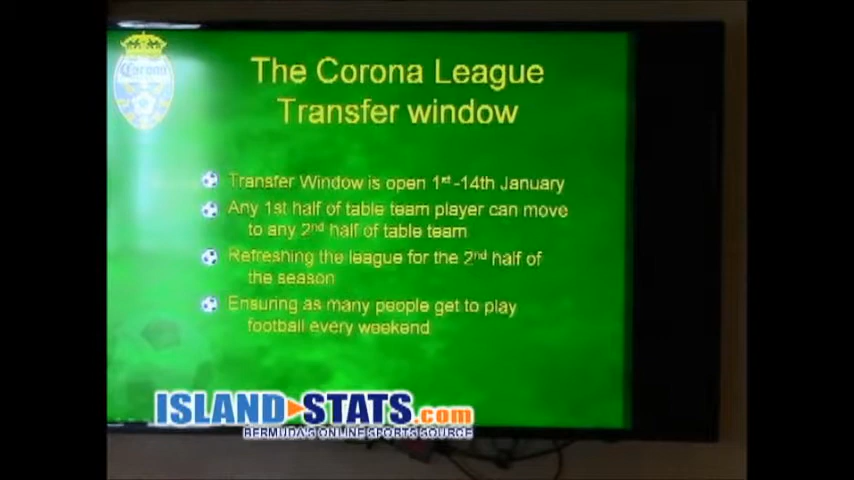 Corona
The Corona League
Transfer window
Transfer Window is open 1st -14th January
Any 1st half of table team player can move
to any 2nd half of table team
Refreshing the league for the 2nd half of
the season
Ensuring as many people get to play
football every weekend
ISLAND STATS.com
BERMUDA'S ONLINE SPORTS SOURCE